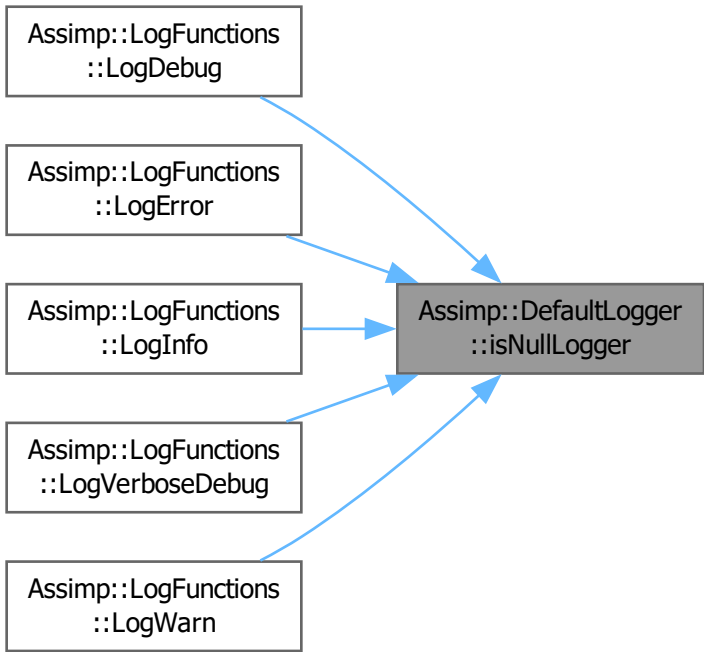 Assimp::LogFunctions
::LogDebug
Assimp::LogFunctions
::LogError
Assimp::LogFunctions
::LogInfo
Assimp::DefaultLogger
::isNullLogger
Assimp::LogFunctions
::LogVerboseDebug
Assimp::LogFunctions
::LogWarn